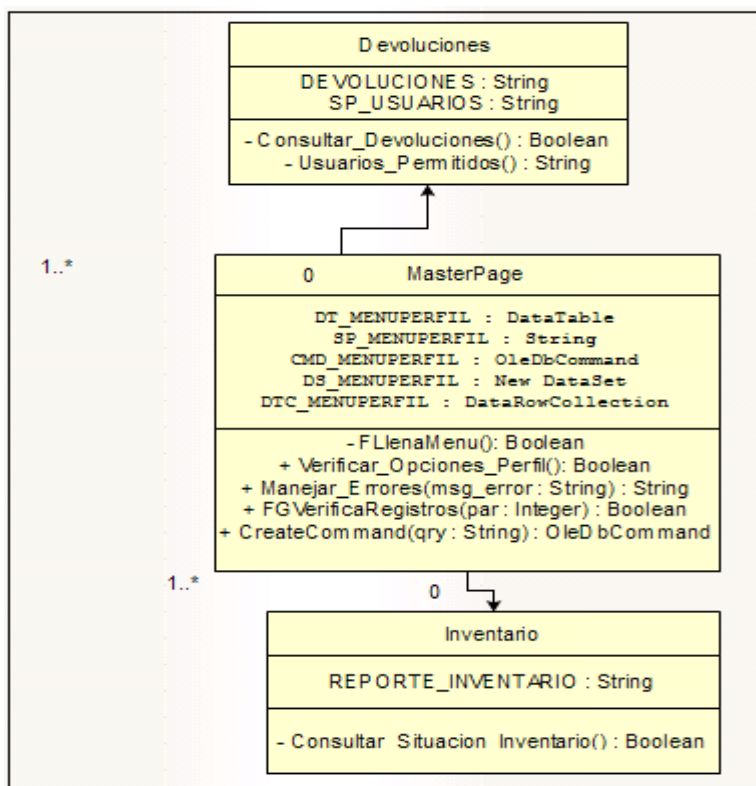 Devoluciones
DEVOLUCIONES : String
SP_USUARIOS : String
- Consultar_Devoluciones() : Boolean
- Usuarios_Permitidos() : String
1..*
0
MasterPage
DT_MENUPERFIL : DataTable
SP_MENUPERFIL : String
CMD_MENUPERFIL : OleDbCommand
DS_MENUPERFIL : New DataSet
DTC_MENUPERFIL : DataRowCollection
- FLlenaMenu(): Boolean
+ Verificar_Opciones_Perfil(): Boolean
+ Manejar_Errores(msg_error : String) : String
+ FGVerificaRegistros(par : Integer) : Boolean
+ CreateCommand(qry : String) : OleDbCommand
1..*
0
Inventario
REPORTE_INVENTARIO : String
- Consultar Situacion Inventario() : Boolean